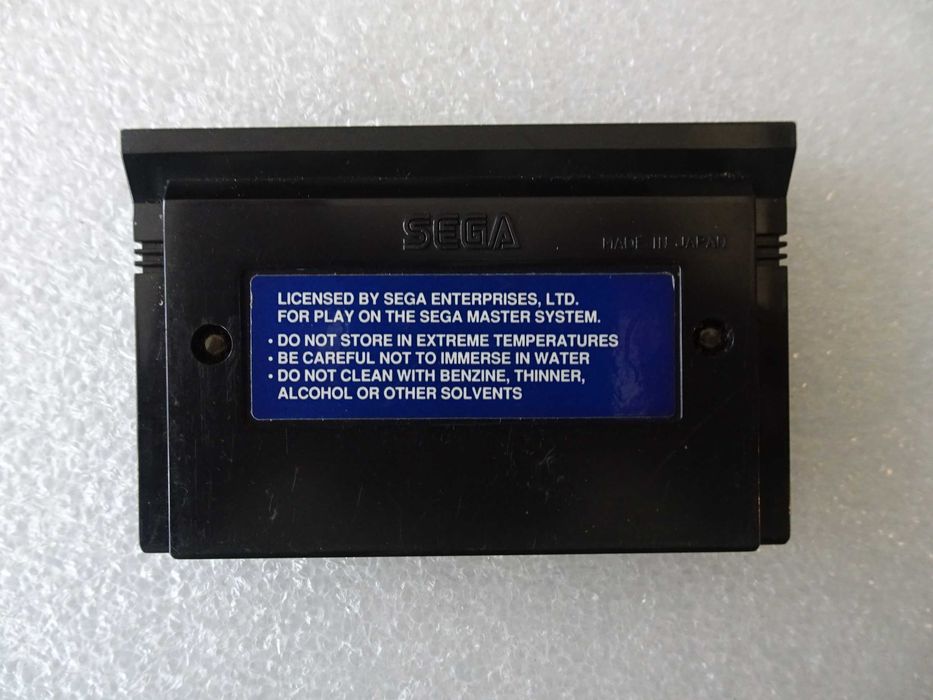 SEGA
MADE IN JAPAN
LICENSED BY SEGA ENTERPRISES, LTD.
FOR PLAY ON THE SEGA MASTER SYSTEM.
• DO NOT STORE IN EXTREME TEMPERATURES
• BE CAREFUL NOT TO IMMERSE IN WATER
• DO NOT CLEAN WITH BENZINE, THINNER,
ALCOHOL OR OTHER SOLVENTS